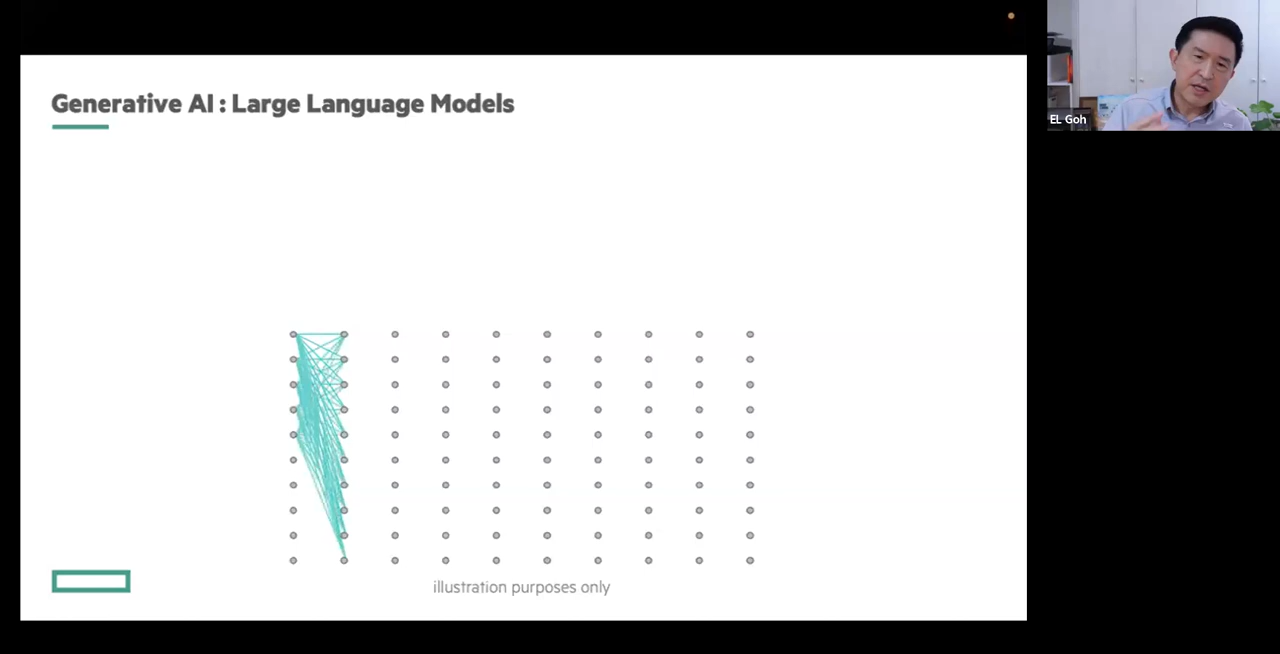 Generative AI : Large Language Models
EL Goh
illustration purposes only